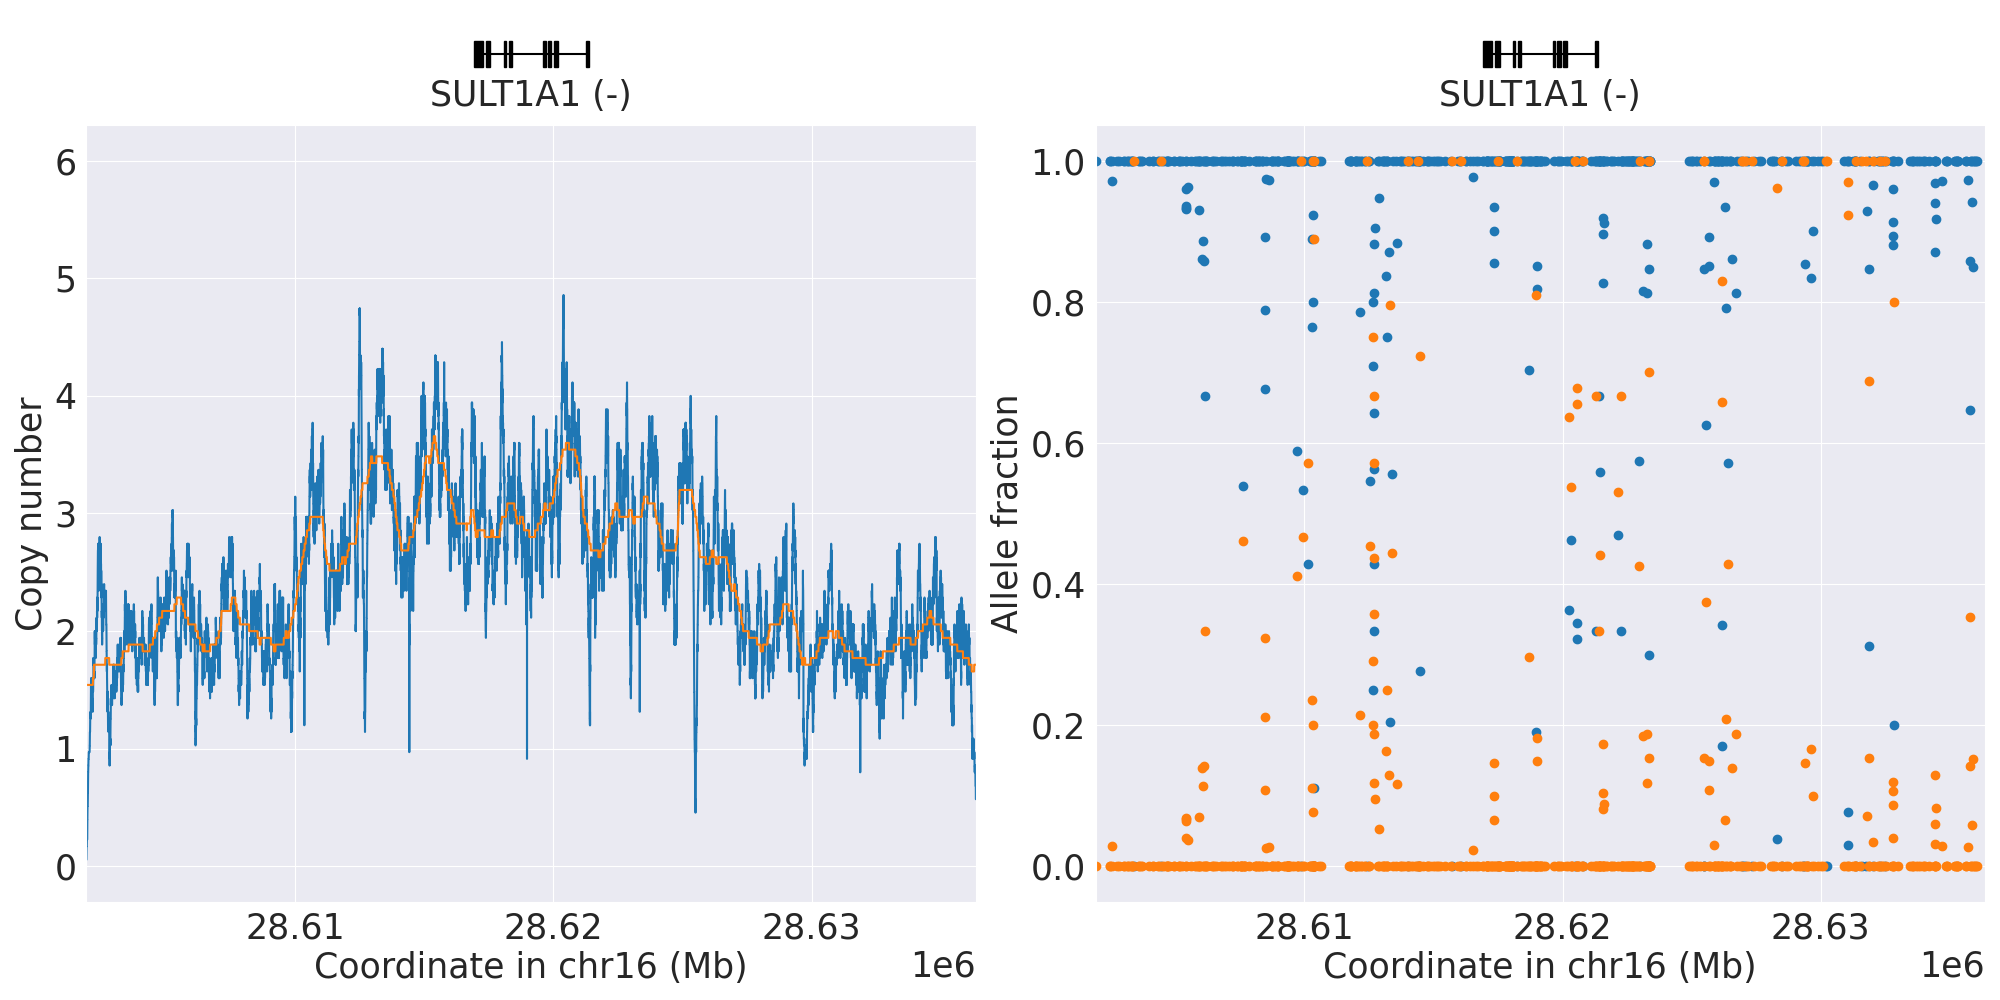 SULT1A1 (-)
6
5
4
3
2
1
0
Copy number
28.61
28.62
28.63
Coordinate in chr16 (Mb)
1e6
SULT1A1 (-)
1.0
0.8
0.6
0.4
0.2
0.0
Allele fraction
28.61
28.62
28.63
Coordinate in chr16 (Mb)
1e6